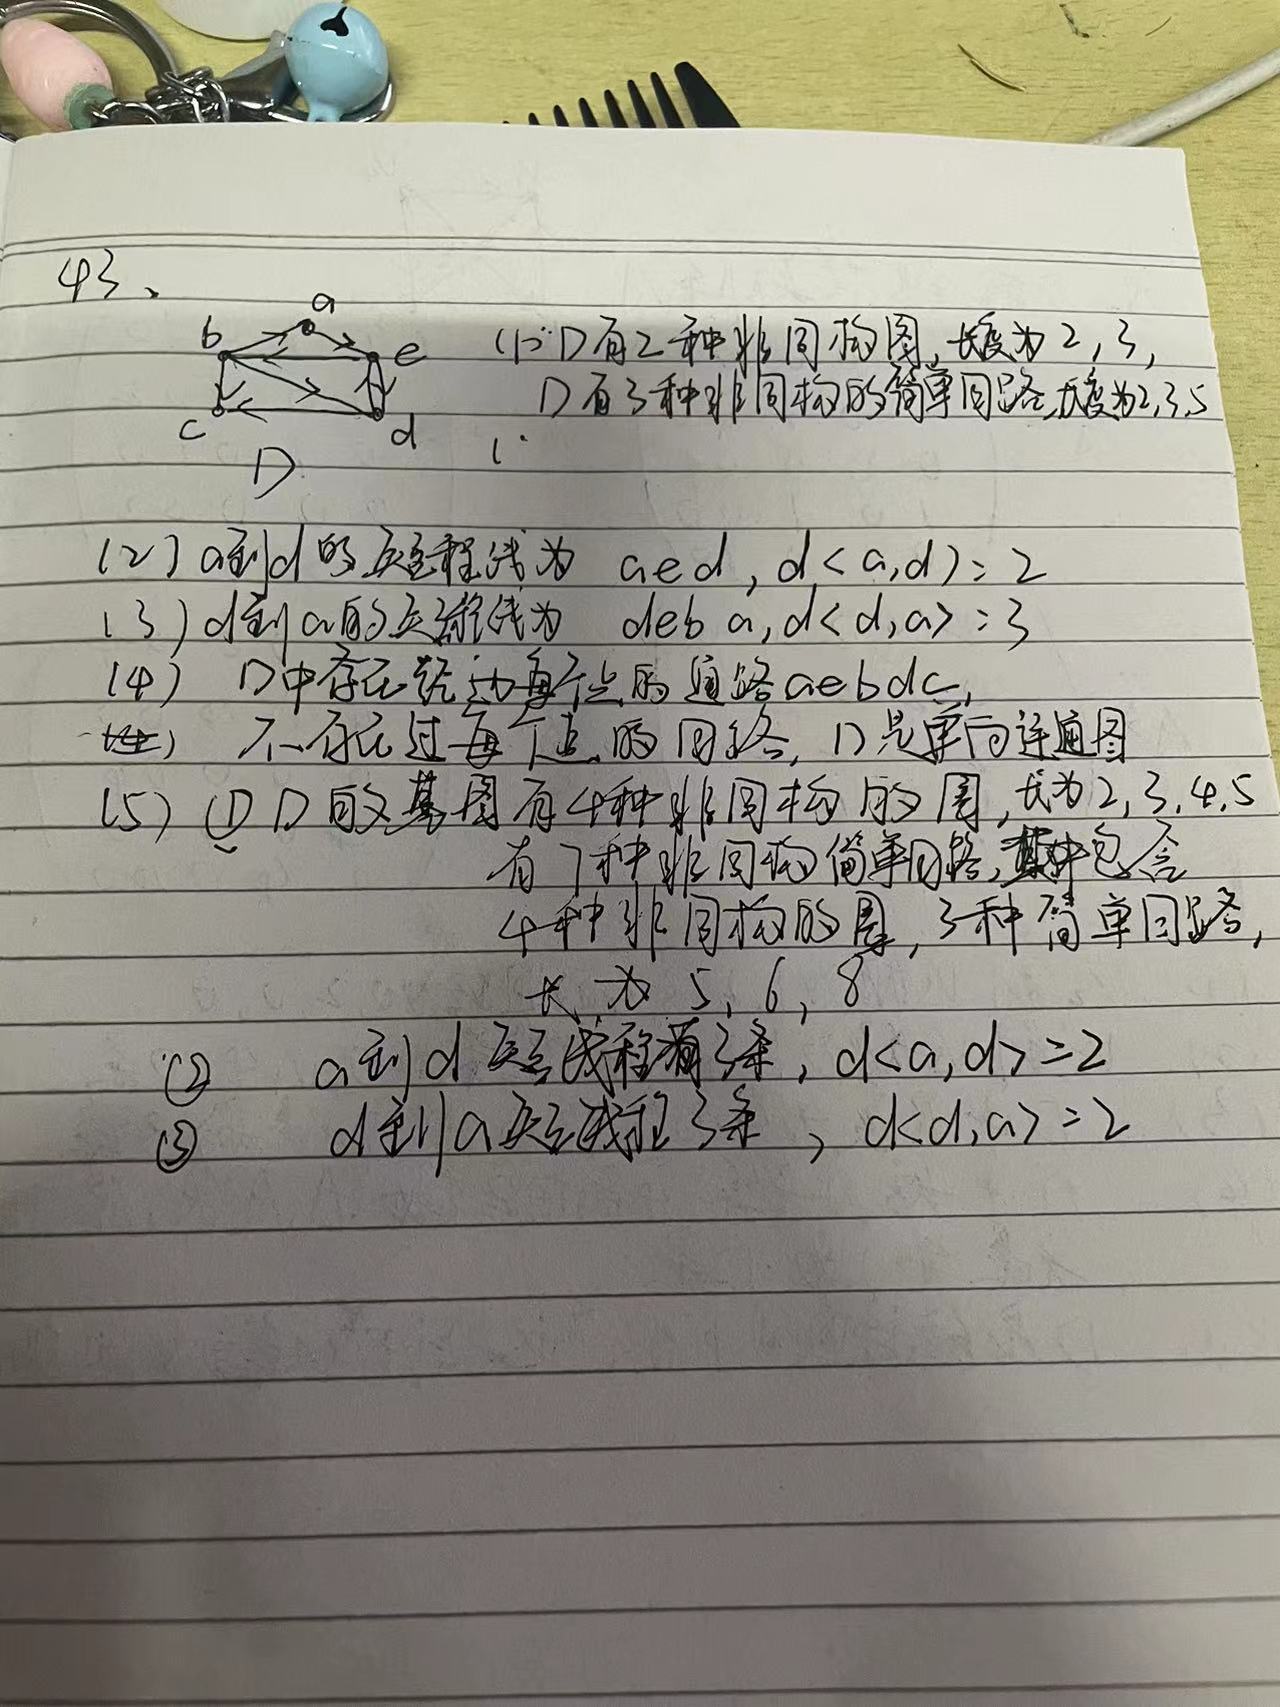 43、
a
b
e
c
d
D
(1) D有2种非同构圈,长度为2,3,
D有3种非同构的简单回路,长度为2,3,5
(2) a到d的短程线为 aed, d<a,d>=2
(3) d到a的短程线为 deba, d<d,a>=3
(4) D中存在经过每个点的通路aebdc,
不存在过每个点的回路, D是单向连通图
(5) ① D的基图有4种非同构的圈,长为2,3,4,5
有7种非同构简单回路,其中包含
4种非同构的圈,3种简单回路,
长为5,6,8
② a到d短线程有3条, d<a,d>=2
③ d到a短线程3条, d<d,a>=2